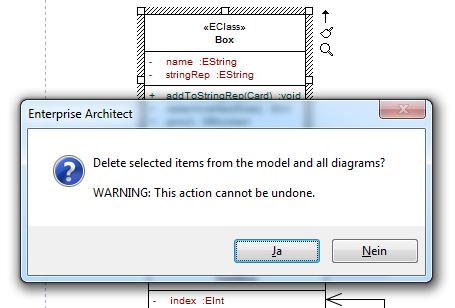 «EClass»
Box
- name :EString
- stringRep :EString
+ addToStringRep(Card) :void
Enterprise Architect
Delete selected items from the model and all diagrams?
WARNING: This action cannot be undone.
Ja
Nein
- index :EInt